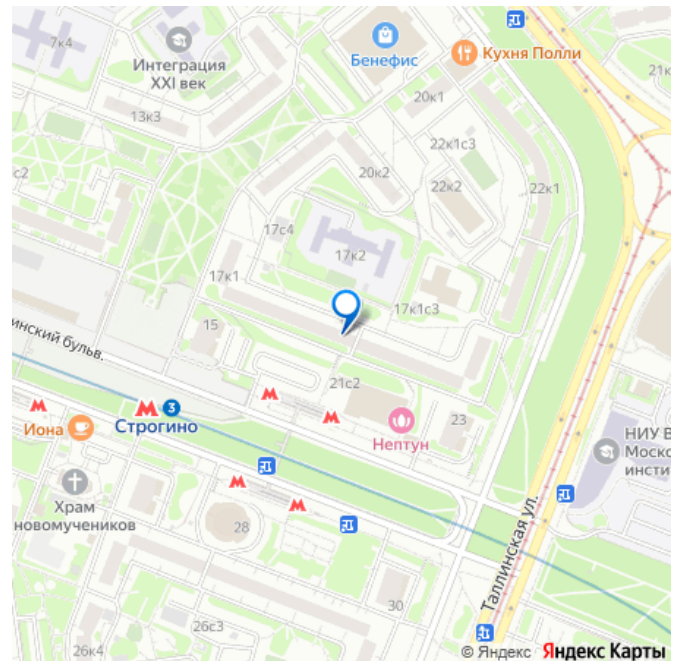 7к4
Интеграция
XXI век
Бенефис
Кухня Полли
21к
20к1
13к3
22к1с3
с2
20к2
22к2
22к1
17с4
17к2
17к1
17к1с3
15
инский бульв.
21с2
3
Строгино
Иона
Нептун
23
НИУ В
Моско
инсти
Храм
новомучеников
28
Таллинская ул.
30
26с3
26к4
© Яндекс Яндекс Карты